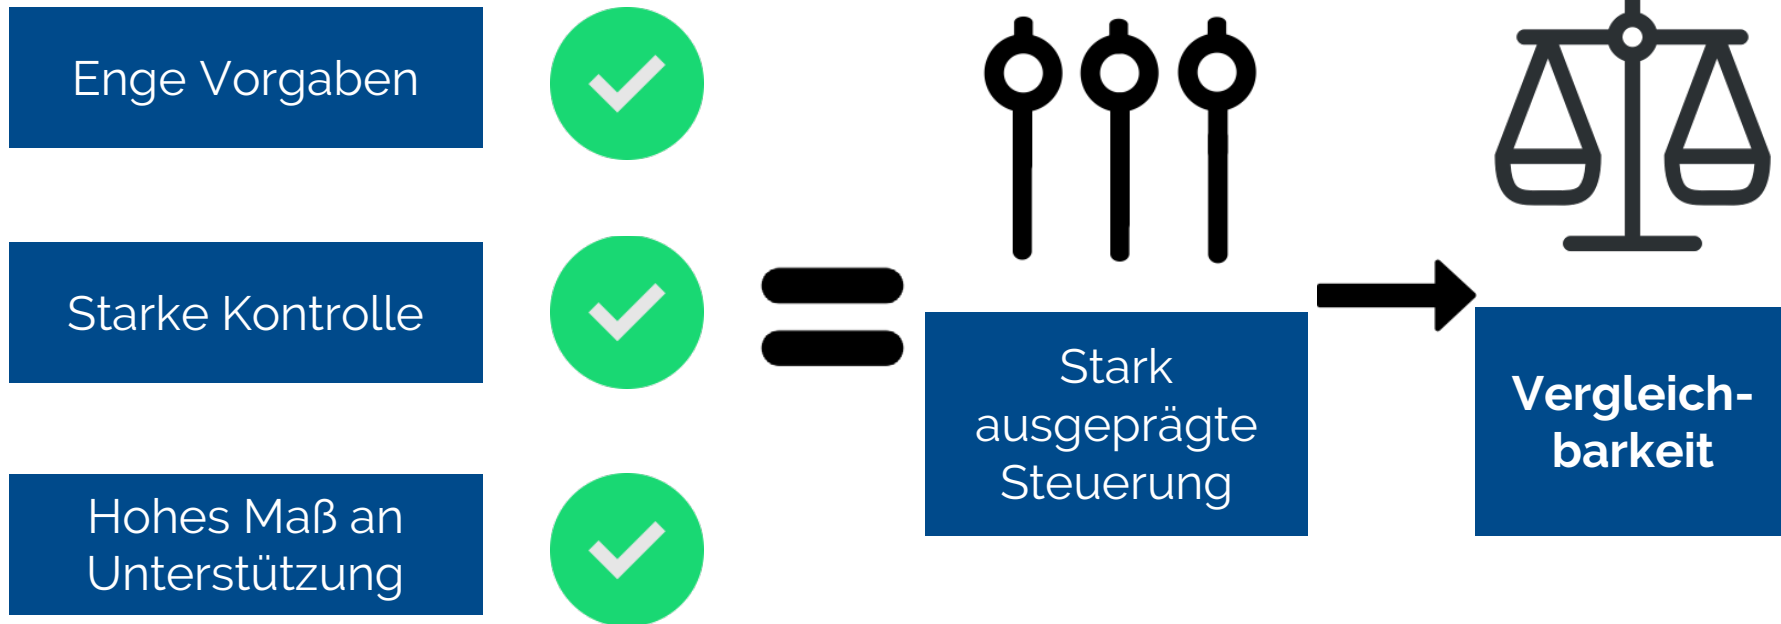 Enge Vorgaben
Starke Kontrolle
Hohes Maß an
Unterstützung
Stark
ausgeprägte
Steuerung
Vergleich-
barkeit